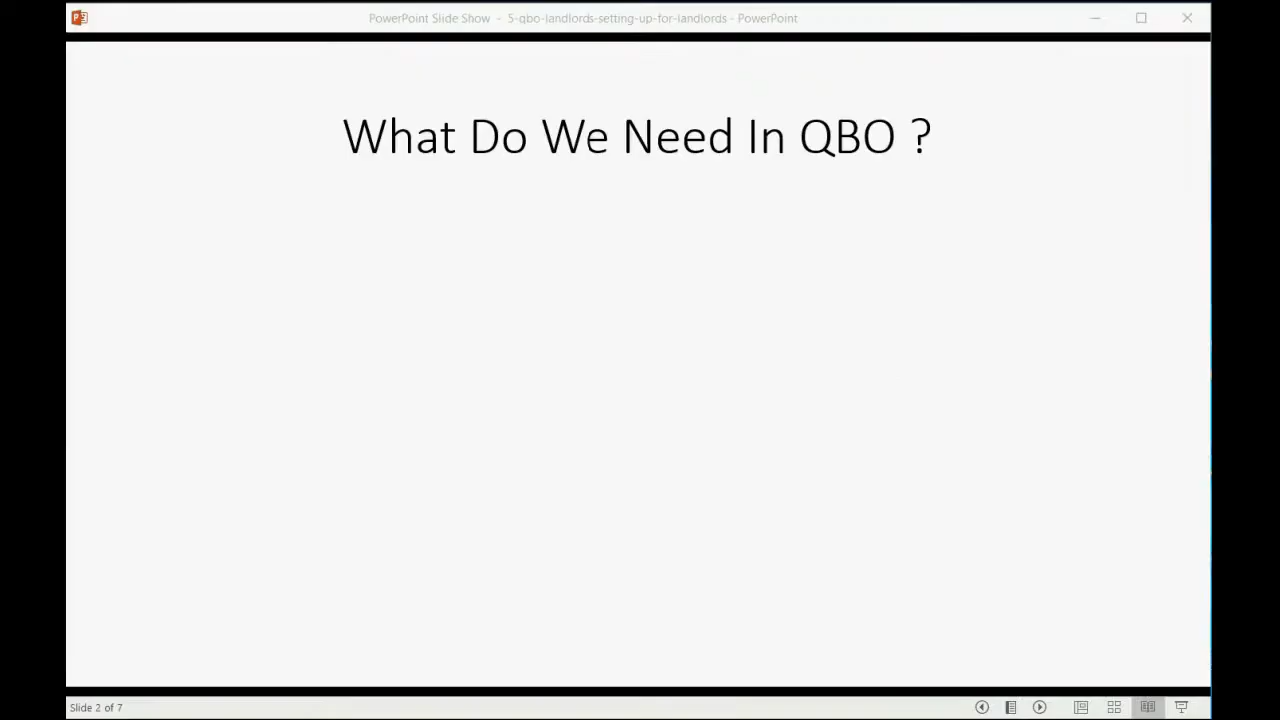 PowerPoint Slide Show - 5-qbo-landlords-setting-up-for-landlords - PowerPoint
What Do We Need In QBO ?
Slide 2 of 7